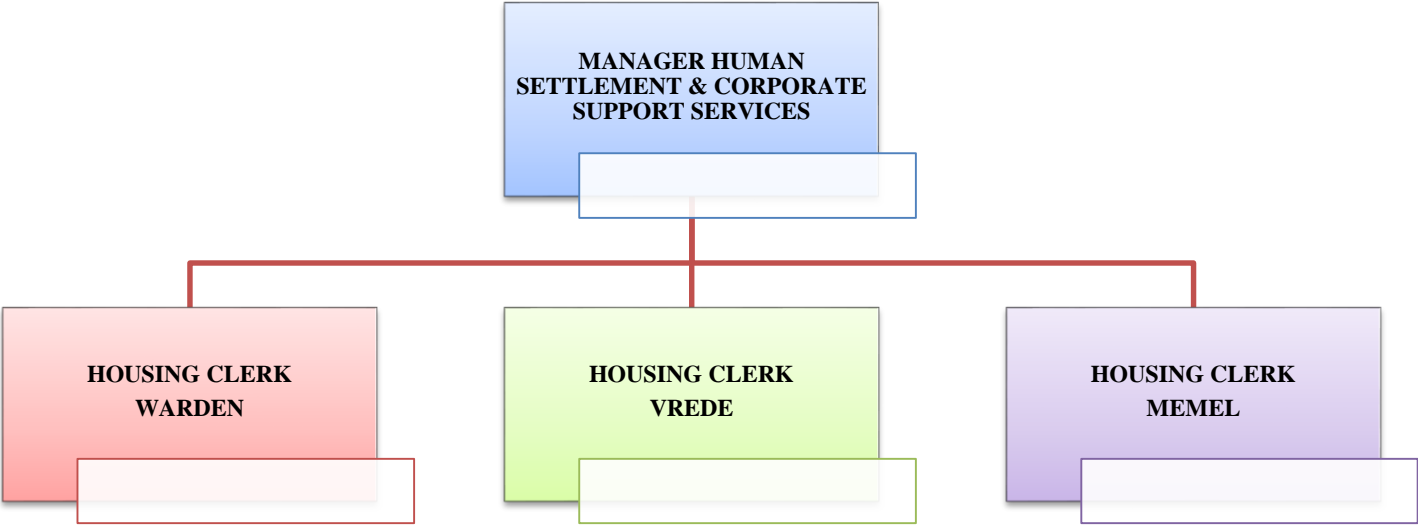 MANAGER HUMAN
SETTLEMENT & CORPORATE
SUPPORT SERVICES
HOUSING CLERK
WARDEN
HOUSING CLERK
VREDE
HOUSING CLERK
MEMEL